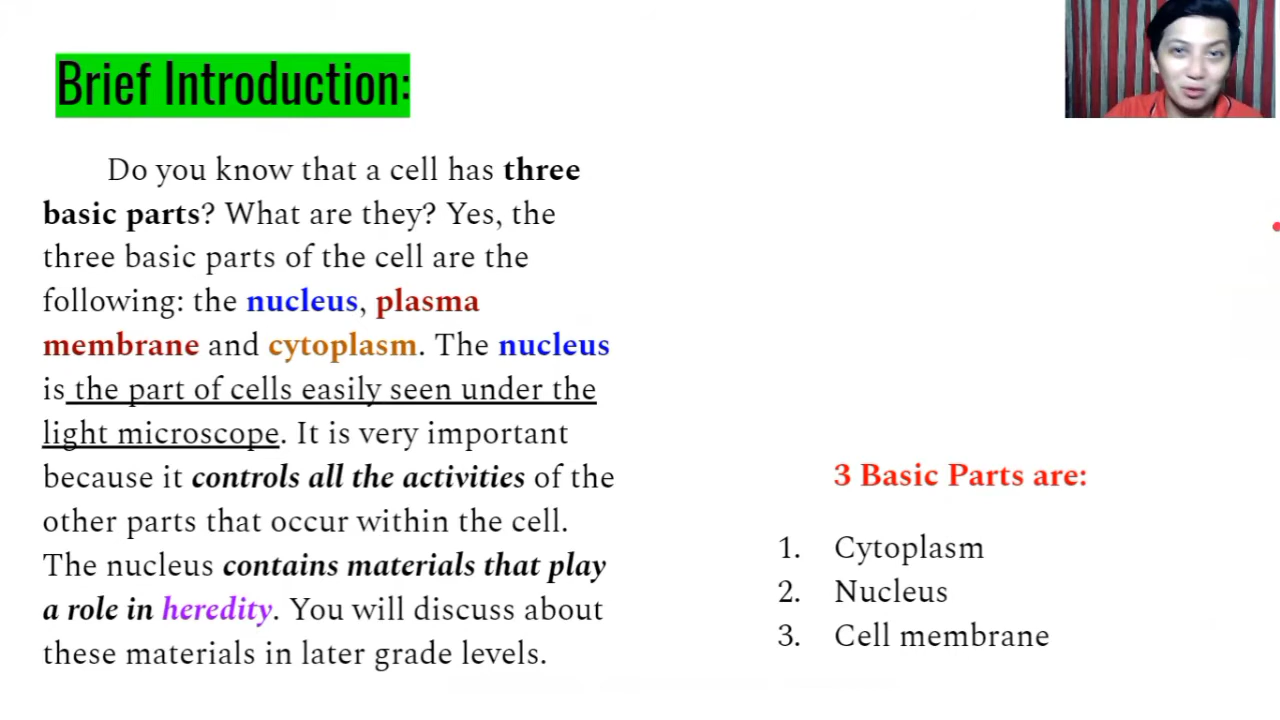 Brief Introduction:
Do you know that a cell has three
basic parts? What are they? Yes, the
three basic parts of the cell are the
following: the nucleus, plasma
membrane and cytoplasm. The nucleus
is the part of cells easily seen under the
light microscope. It is very important
because it controls all the activities of the
other parts that occur within the cell.
The nucleus contains materials that play
a role in heredity. You will discuss about
these materials in later grade levels.
3 Basic Parts are:
1. Cytoplasm
2. Nucleus
3. Cell membrane